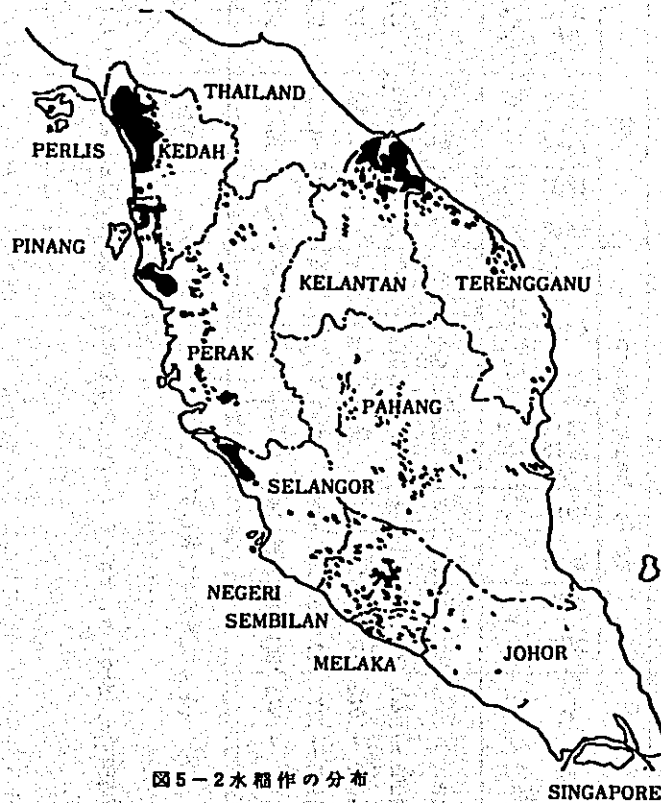 THAILAND
PERLIS
KEDAH
PINANG
KELANTAN
TERENGGANU
PERAK
PAHANG
SELANGOR
NEGERI
SEMBILAN
MELAKA
JOHOR
図5-2水稲作の分布
SINGAPORE